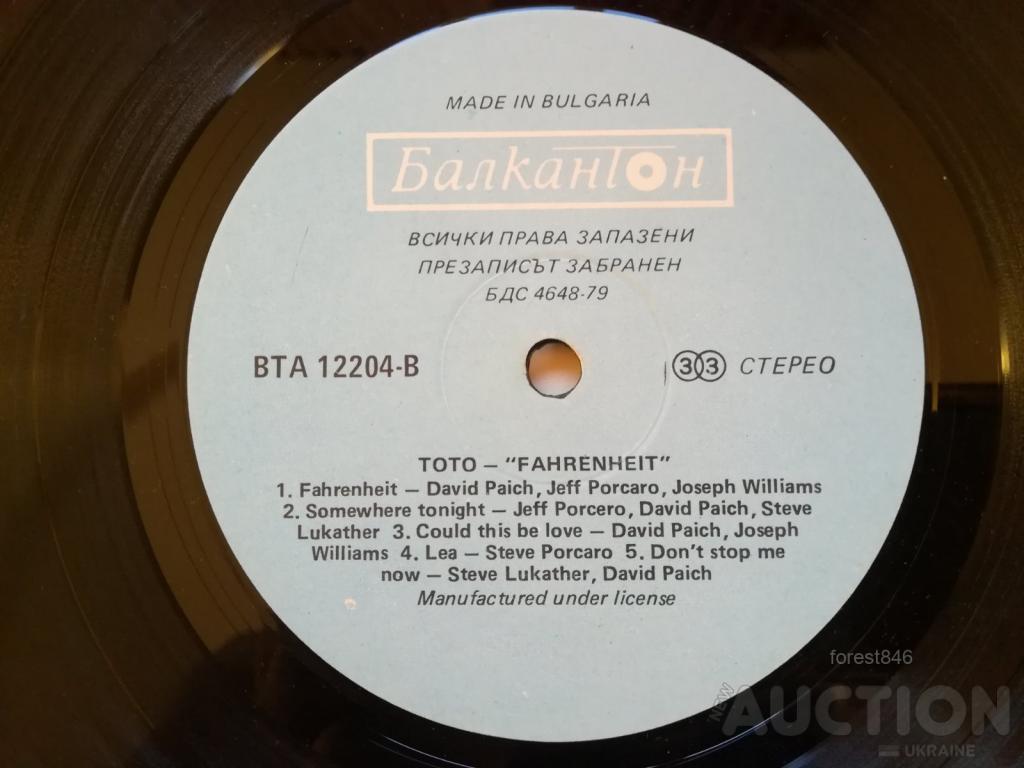 MADE IN BULGARIA
Балкантон
ВСИЧКИ ПРАВА ЗАПАЗЕНИ
ПРЕЗАПИСЪТ ЗАБРАНЕН
БДС 4648-79
ВТА 12204-В
33 СТЕРЕО
TOTO – "FAHRENHEIT"
1. Fahrenheit – David Paich, Jeff Porcaro, Joseph Williams
2. Somewhere tonight – Jeff Porcero, David Paich, Steve
Lukather 3. Could this be love – David Paich, Joseph
Williams 4. Lea – Steve Porcaro 5. Don't stop me
now – Steve Lukather, David Paich
Manufactured under license
forest846
NEW AUCTION
UKRAINE